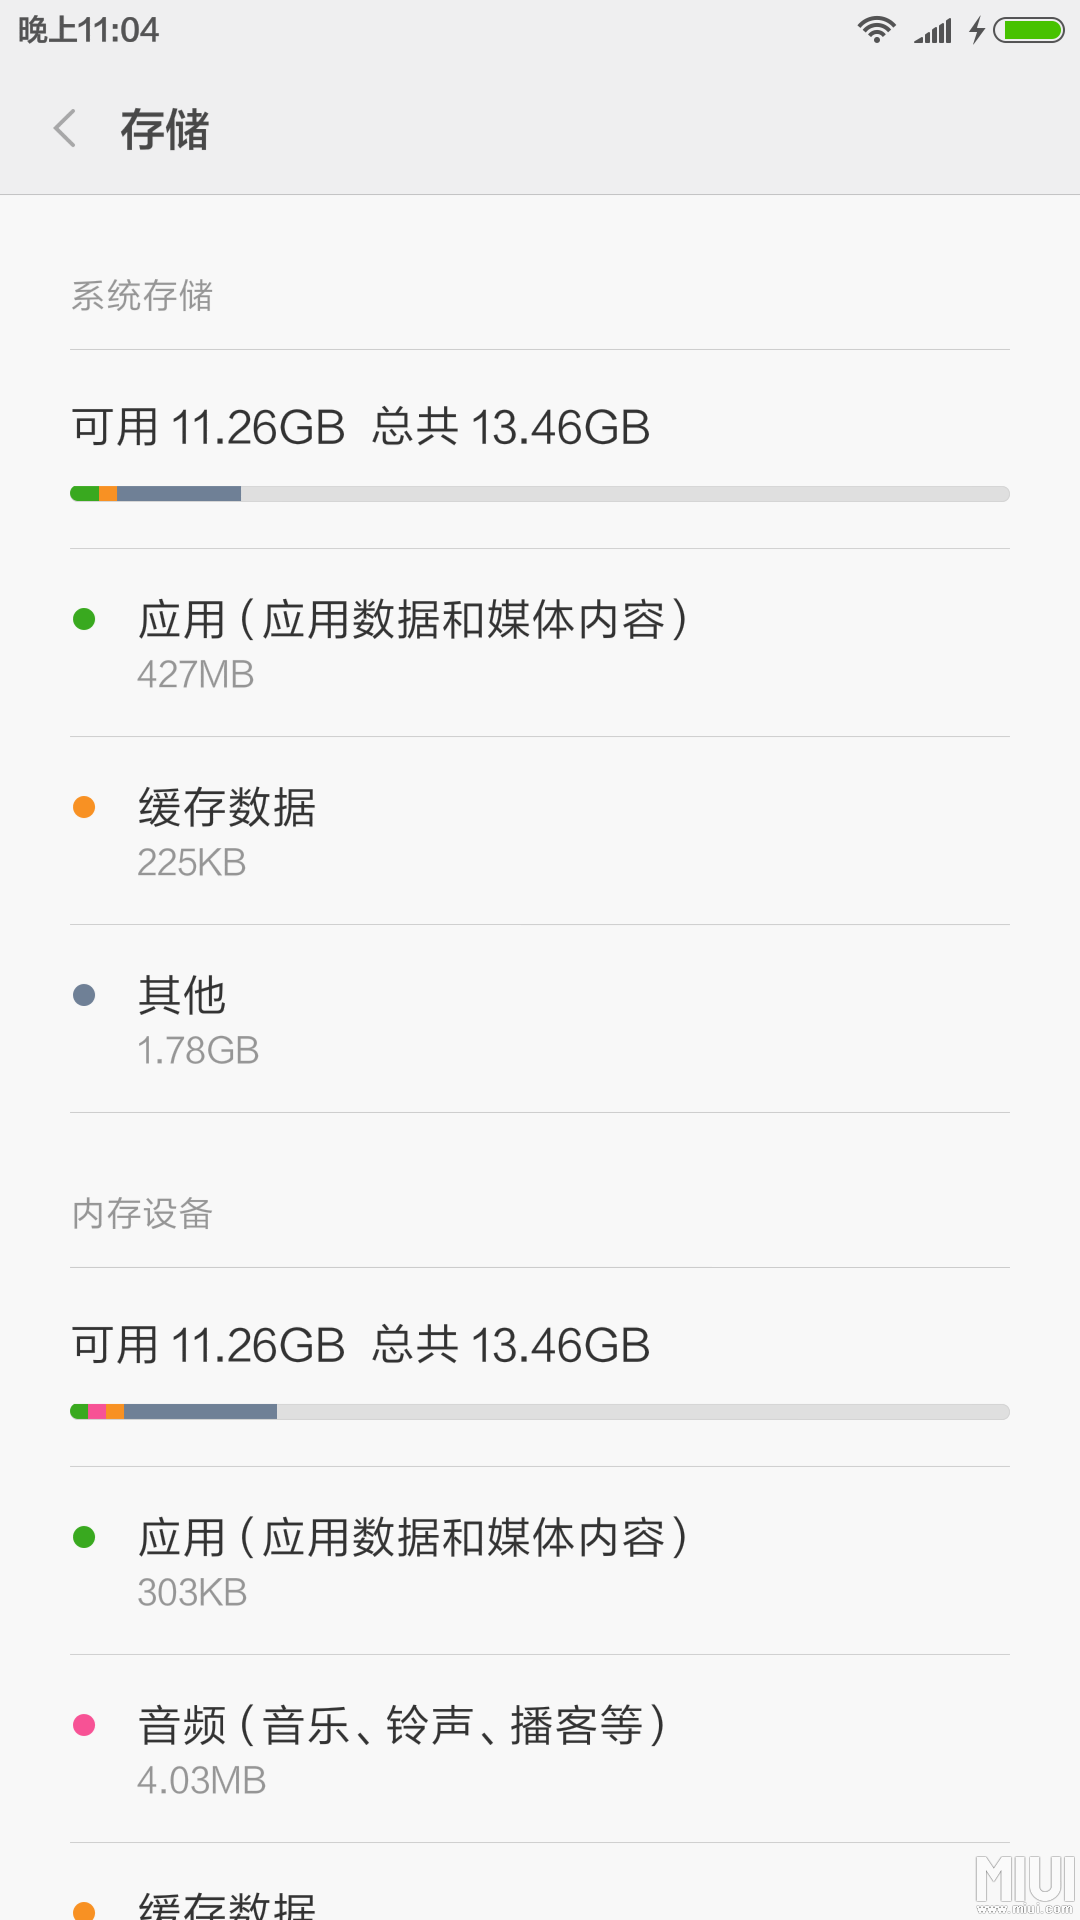 晚上11:04
存储
系统存储
可用 11.26GB 总共 13.46GB
应用（应用数据和媒体内容）
427MB
缓存数据
225KB
其他
1.78GB
内存设备
可用 11.26GB 总共 13.46GB
应用（应用数据和媒体内容）
303KB
音频（音乐、铃声、播客等）
4.03MB
缓存数据
MIUI
www.miui.com